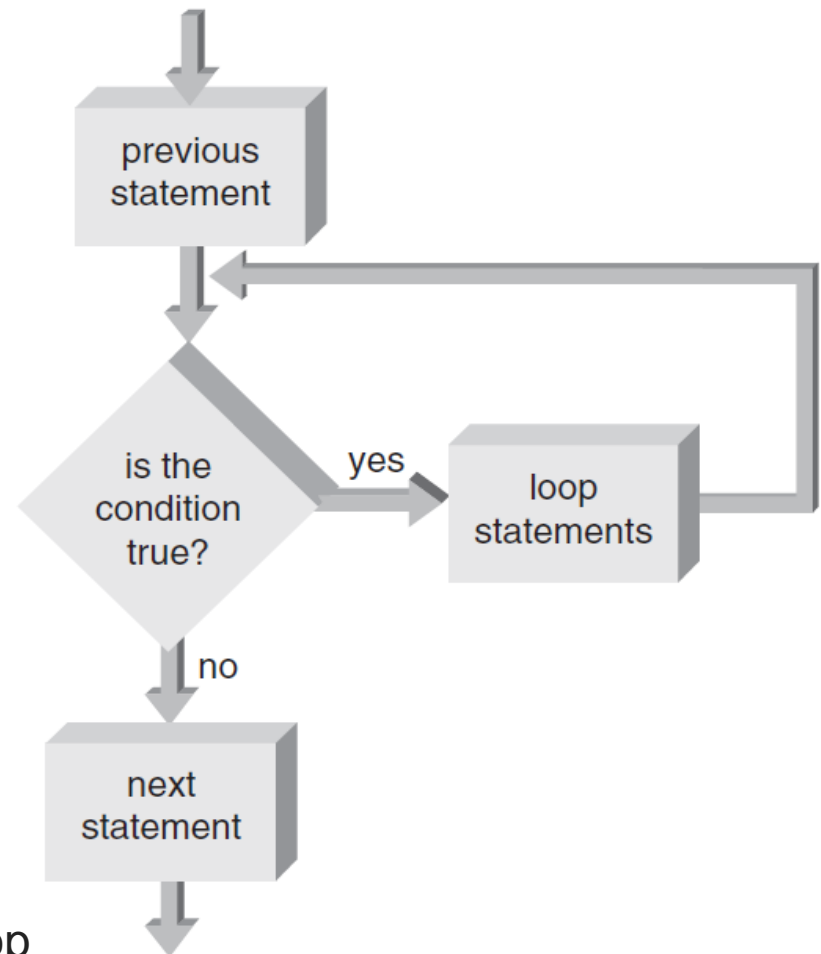 previous
statement
is the
condition
true?
yes
loop
statements
no
next
statement